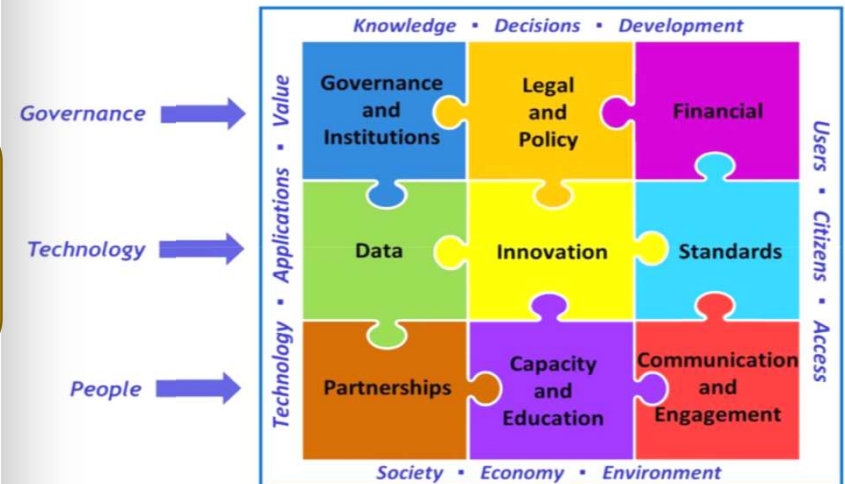 Knowledge ▪ Decisions ▪ Development
Governance
Technology
People
Technology ▪ Applications ▪ Value
Governance
and
Institutions
Legal
and
Policy
Financial
Data
Innovation
Standards
Partnerships
Capacity
and
Education
Communication
and
Engagement
Users ▪ Citizens ▪ Access
Society ▪ Economy ▪ Environment